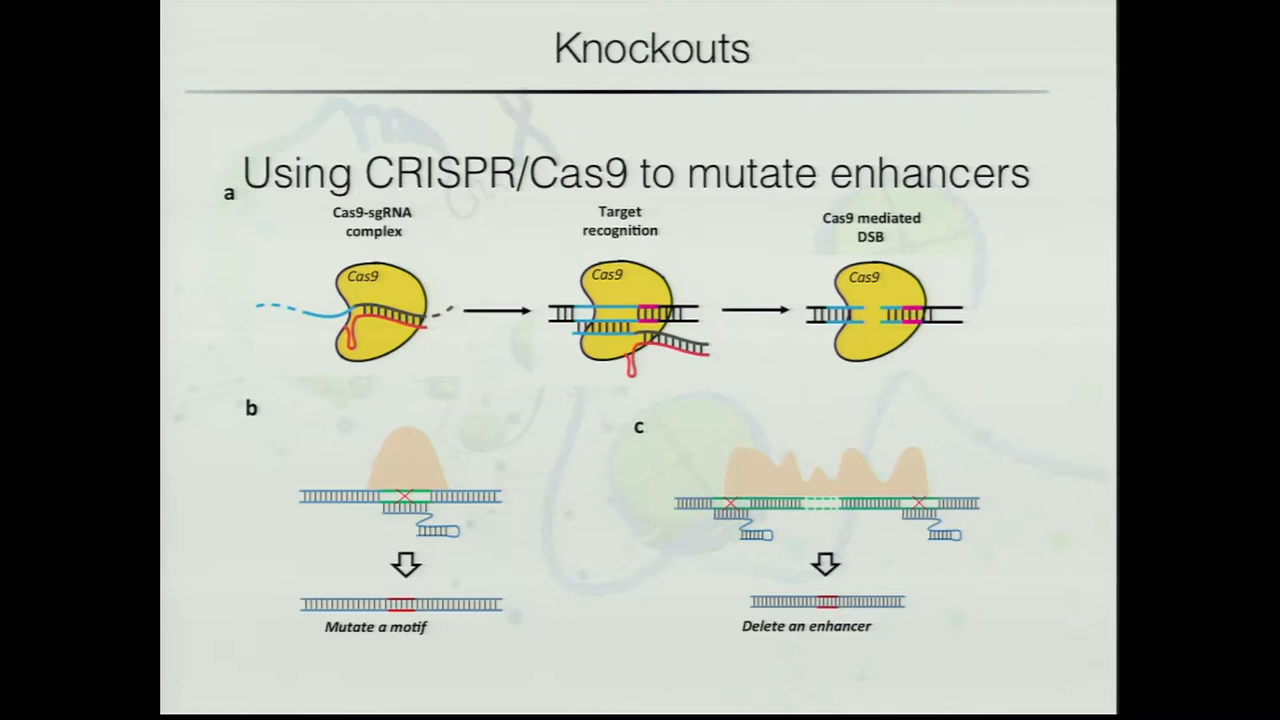 Knockouts
Using CRISPR/Cas9 to mutate enhancers
a
Cas9-sgRNA
complex
Target
recognition
Cas9 mediated
DSB
Cas9
Cas9
Cas9
b
c
Mutate a motif
Delete an enhancer